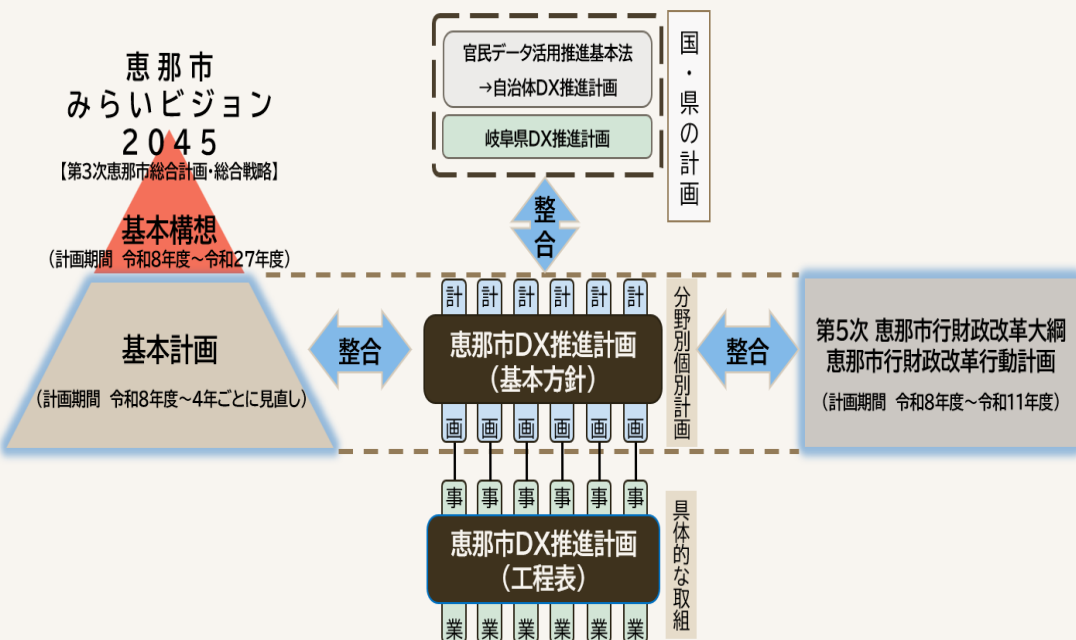 恵那市
みらいビジョン
2045
【第3次恵那市総合計画・総合戦略】
基本構想
（計画期間 令和8年度～令和27年度）
基本計画
（計画期間 令和8年度～4年ごとに見直し）
官民データ活用推進基本法
→自治体DX推進計画
岐阜県DX推進計画
国・県の計画
整合
整合
計 計 計 計 計 計
恵那市DX推進計画
（基本方針）
画 画 画 画 画 画
分野別個別計画
整合
第5次 恵那市行財政改革大綱
恵那市行財政改革行動計画
（計画期間 令和8年度～令和11年度）
事 事 事 事 事 事
恵那市DX推進計画
（工程表）
業 業 業 業 業 業
具体的な取組